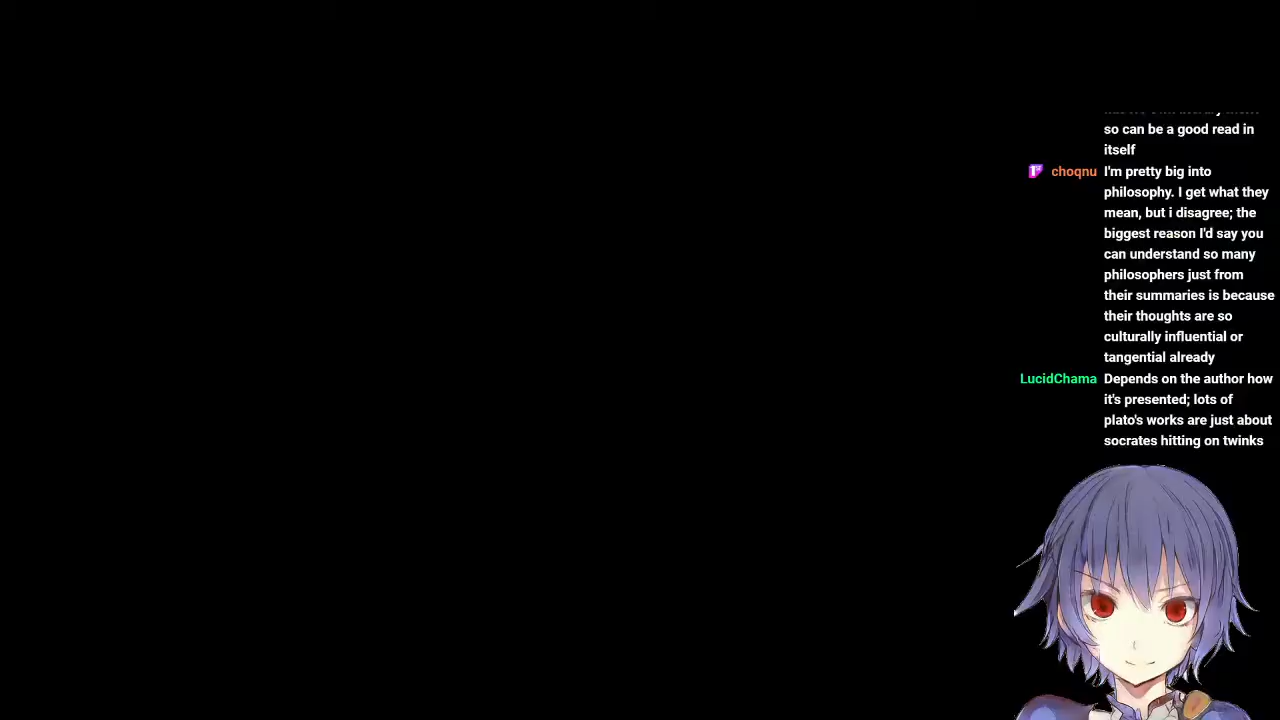 so can be a good read in
itself
choqnu I'm pretty big into
philosophy. I get what they
mean, but i disagree; the
biggest reason I'd say you
can understand so many
philosophers just from
their summaries is because
their thoughts are so
culturally influential or
tangential already
LucidChama Depends on the author how
it's presented; lots of
plato's works are just about
socrates hitting on twinks